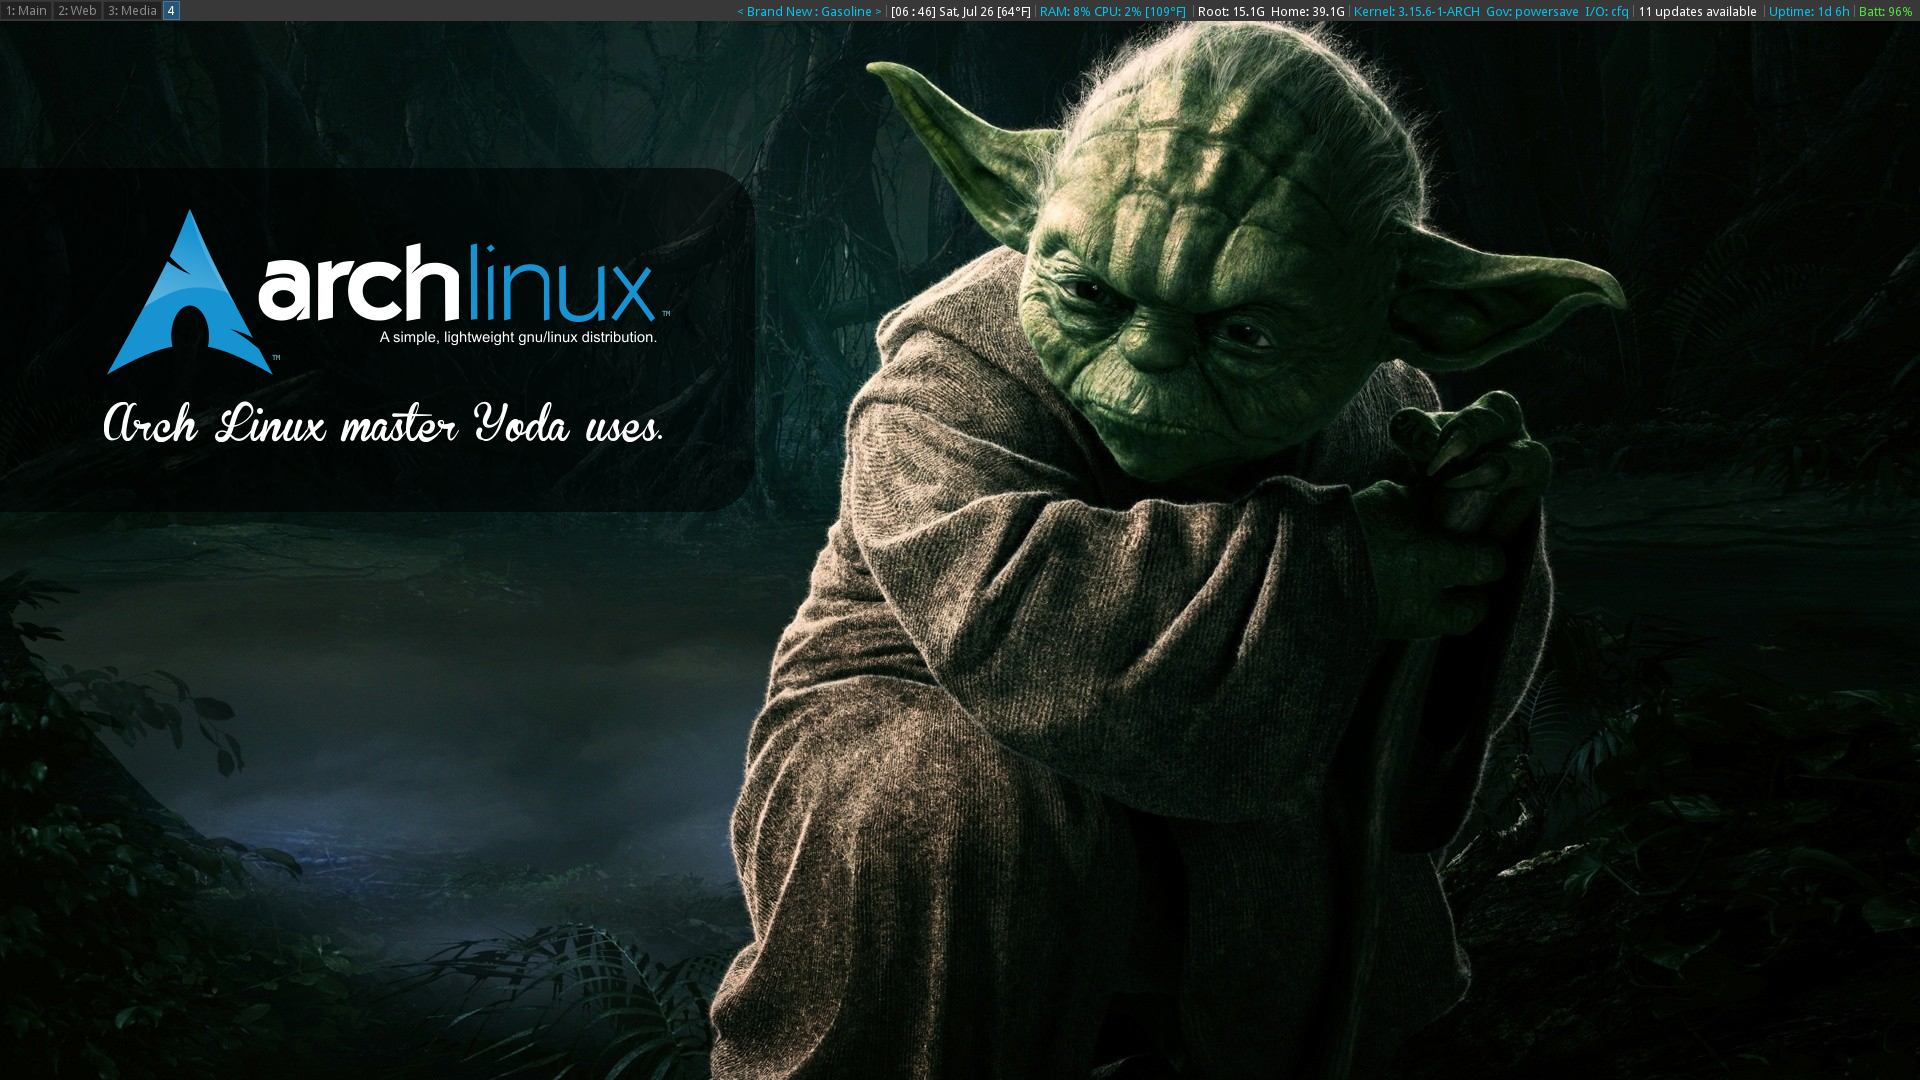 1: Main 2: Web 3: Media 4 < Brand New : Gasoline > [06 : 46] Sat, Jul 26 [64°F] RAM: 8% CPU: 2% [109°F] Root: 15.1G Home: 39.1G Kernel: 3.15.6-1-ARCH Gov: powersave I/O: cfq 11 updates available Uptime: 1d 6h Batt: 96%
archlinux ™
A simple, lightweight gnu/linux distribution.
™
Arch Linux master Yoda uses.